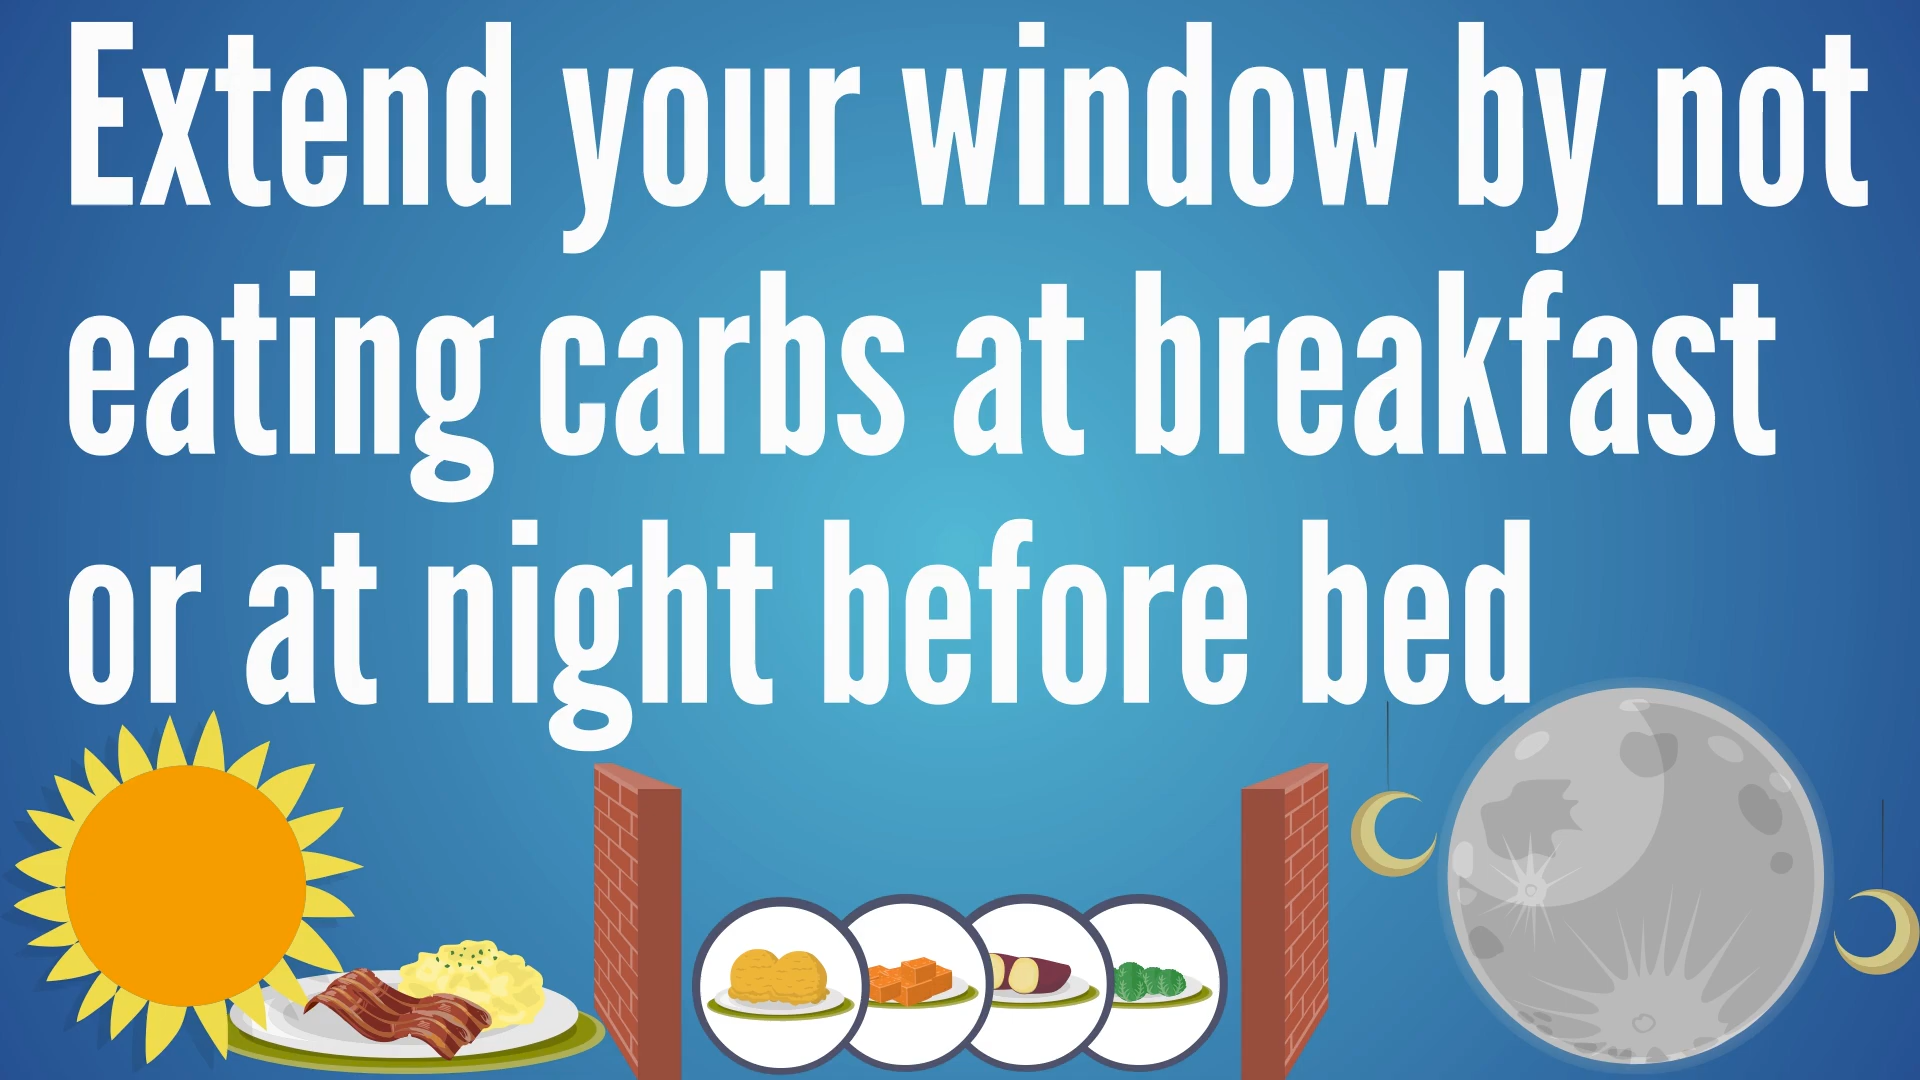 Extend your window by not
eating carbs at breakfast
or at night before bed